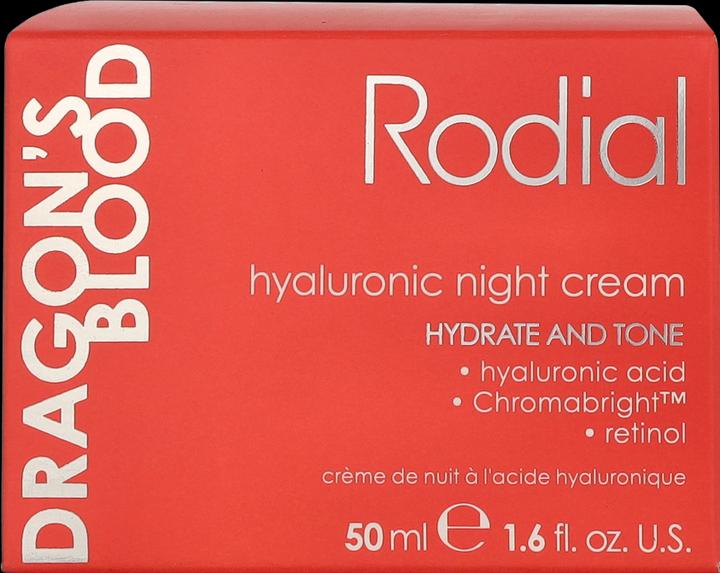 DRAGON'S
BLOOD
Rodial
hyaluronic night cream
HYDRATE AND TONE
• hyaluronic acid
• Chromabright™
• retinol
crème de nuit à l'acide hyaluronique
50 ml ℮ 1.6 fl. oz. U.S.